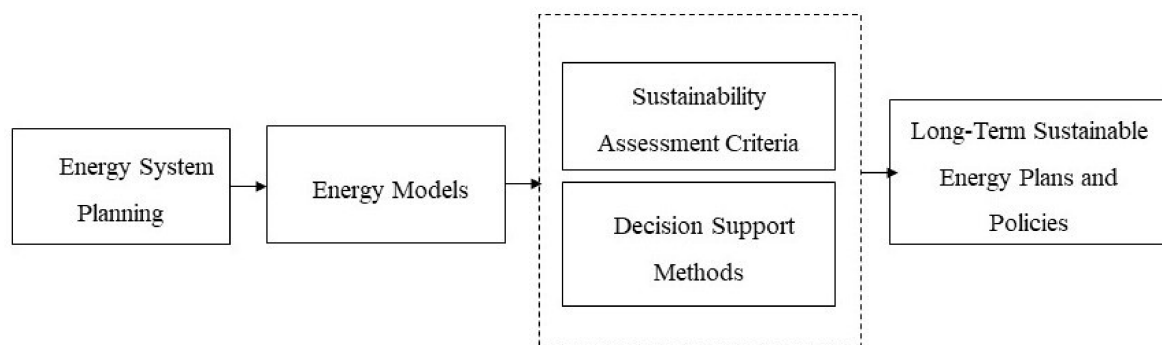 Energy System
Planning
Energy Models
Sustainability
Assessment Criteria
Decision Support
Methods
Long-Term Sustainable
Energy Plans and
Policies